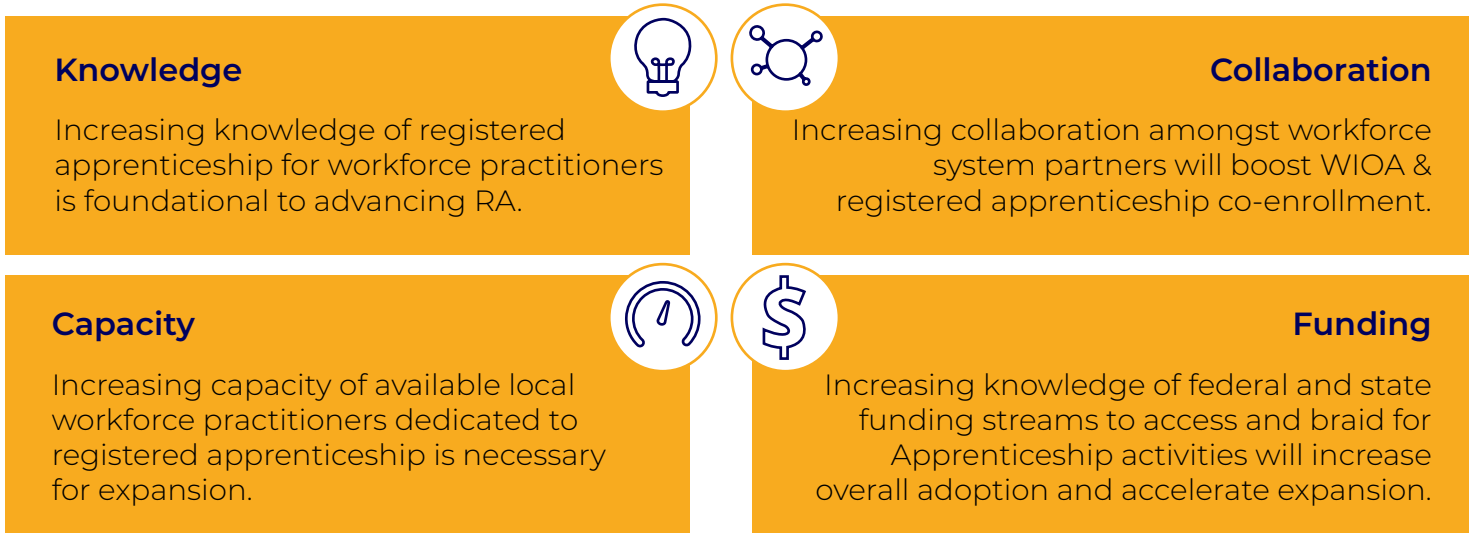 Knowledge
Increasing knowledge of registered
apprenticeship for workforce practitioners
is foundational to advancing RA.
Collaboration
Increasing collaboration amongst workforce
system partners will boost WIOA &
registered apprenticeship co-enrollment.
Capacity
Increasing capacity of available local
workforce practitioners dedicated to
registered apprenticeship is necessary
for expansion.
$
Funding
Increasing knowledge of federal and state
funding streams to access and braid for
Apprenticeship activities will increase
overall adoption and accelerate expansion.